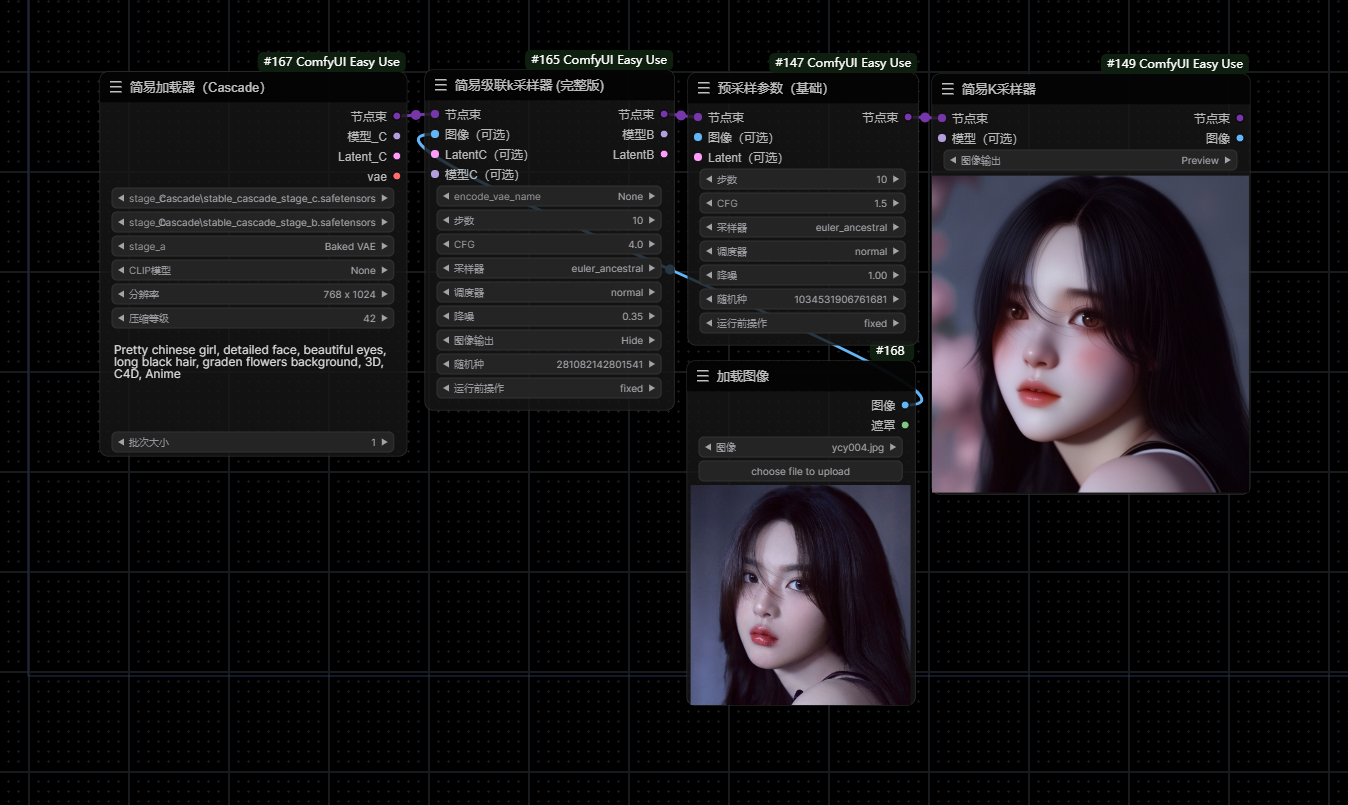 #167 ComfyUI Easy Use
简易加载器（Cascade）
节点束
模型_C
Latent_C
vae
stage_c Cascade\stable_cascade_stage_c.safetensors
stage_b Cascade\stable_cascade_stage_b.safetensors
stage_a Baked VAE
CLIP模型 None
分辨率 768 x 1024
压缩等级 42
Pretty chinese girl, detailed face, beautiful eyes,
long black hair, graden flowers background, 3D,
C4D, Anime
批次大小 1
#165 ComfyUI Easy Use
简易级联k采样器 (完整版)
节点束 节点束
图像（可选） 模型B
LatentC（可选） LatentB
模型C（可选）
encode_vae_name None
步数 10
CFG 4.0
采样器 euler_ancestral
调度器 normal
降噪 0.35
图像输出 Hide
随机种 281082142801541
运行前操作 fixed
#147 ComfyUI Easy Use
预采样参数（基础）
节点束 节点束
图像（可选）
Latent（可选）
步数 10
CFG 1.5
采样器 euler_ancestral
调度器 normal
降噪 1.00
随机种 1034531906761681
运行前操作 fixed
#168
加载图像
图像
遮罩
图像 ycy004.jpg
choose file to upload
#149 ComfyUI Easy Use
简易K采样器
节点束 节点束
模型（可选） 图像
图像输出 Preview